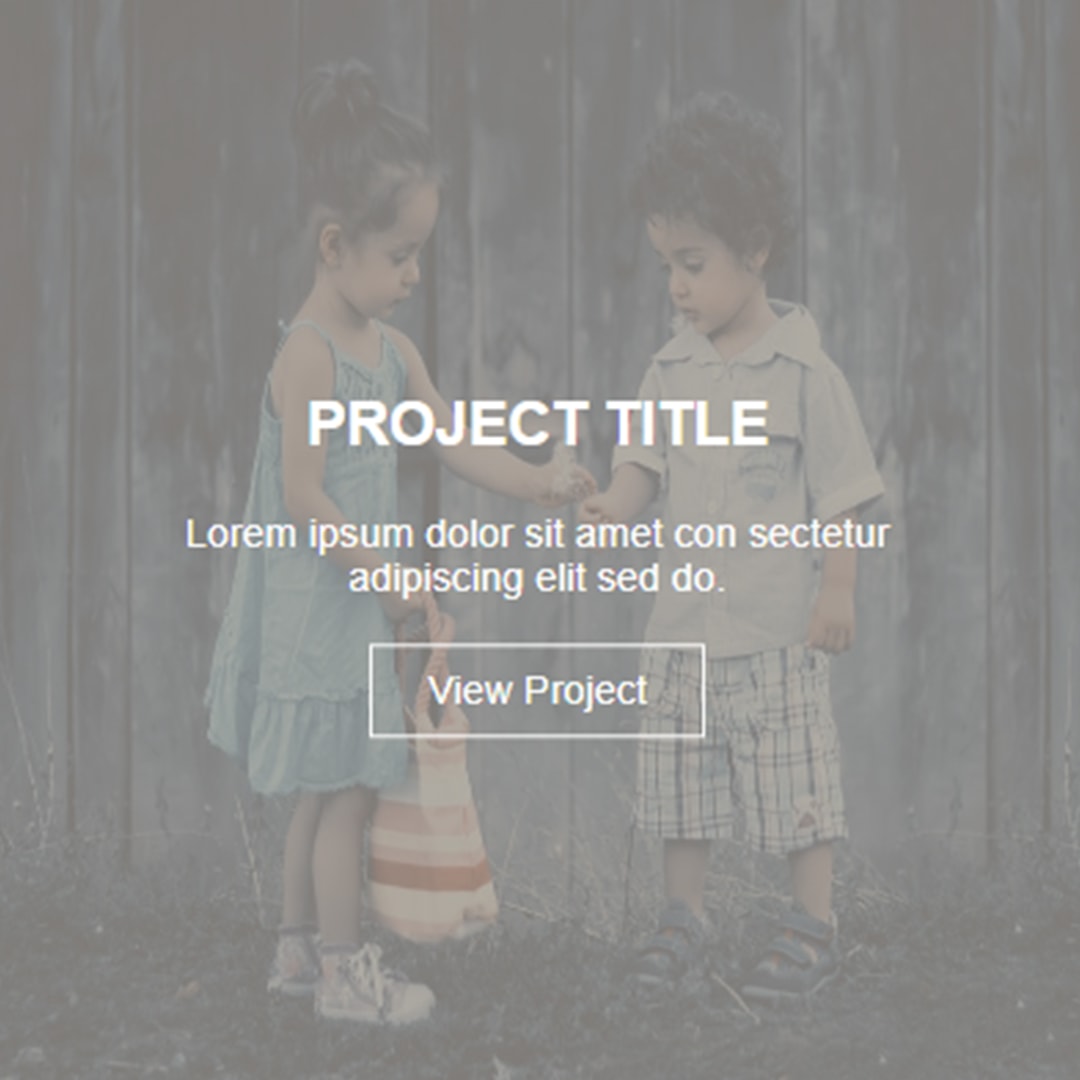 PROJECT TITLE
Lorem ipsum dolor sit amet con sectetur
adipiscing elit sed do.
View Project